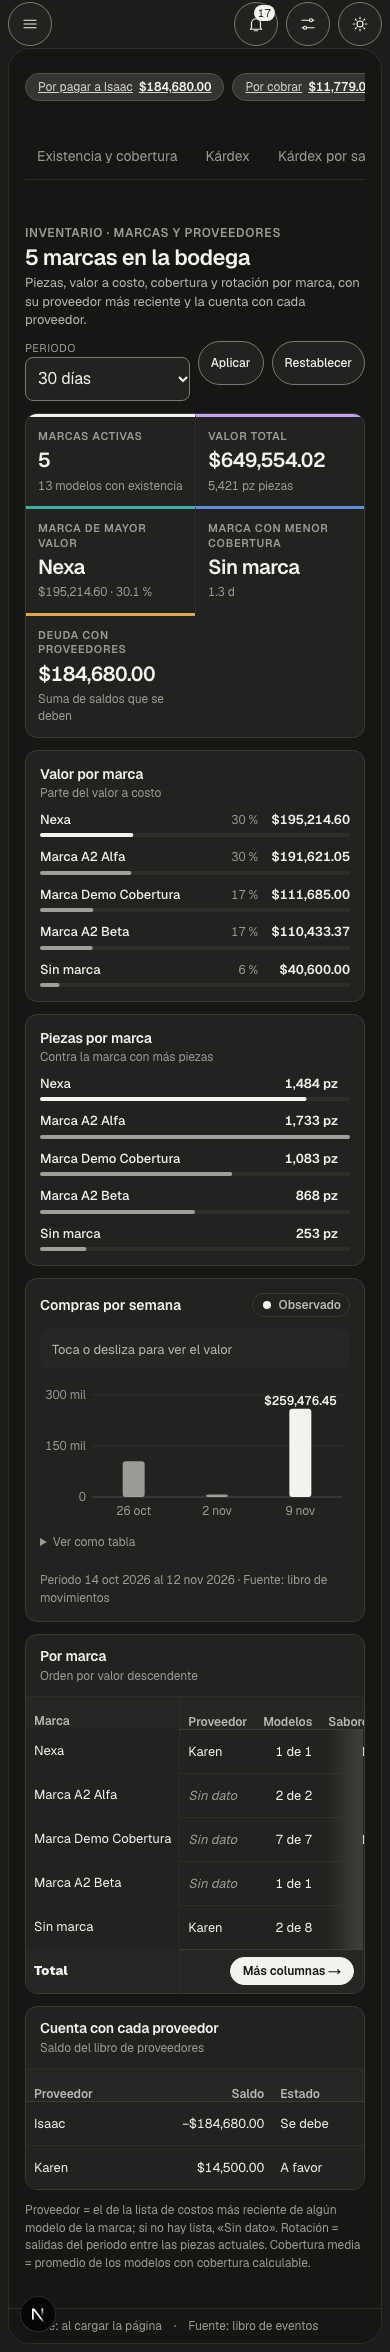 17
Por pagar a Isaac $184,680.00
Por cobrar $11,779.0
Existencia y cobertura Kárdex Kárdex por sa
INVENTARIO · MARCAS Y PROVEEDORES
5 marcas en la bodega
Piezas, valor a costo, cobertura y rotación por marca, con
su proveedor más reciente y la cuenta con cada
proveedor.
PERIODO
30 días
Aplicar
Restablecer
MARCAS ACTIVAS
5
13 modelos con existencia
VALOR TOTAL
$649,554.02
5,421 pz piezas
MARCA DE MAYOR
VALOR
Nexa
$195,214.60 · 30.1 %
MARCA CON MENOR
COBERTURA
Sin marca
1.3 d
DEUDA CON
PROVEEDORES
$184,680.00
Suma de saldos que se
deben
Valor por marca
Parte del valor a costo
Nexa 30 % $195,214.60
Marca A2 Alfa 30 % $191,621.05
Marca Demo Cobertura 17 % $111,685.00
Marca A2 Beta 17 % $110,433.37
Sin marca 6 % $40,600.00
Piezas por marca
Contra la marca con más piezas
Nexa 1,484 pz
Marca A2 Alfa 1,733 pz
Marca Demo Cobertura 1,083 pz
Marca A2 Beta 868 pz
Sin marca 253 pz
Compras por semana
Observado
Toca o desliza para ver el valor
300 mil
$259,476.45
150 mil
0
26 oct 2 nov 9 nov
▶ Ver como tabla
Periodo 14 oct 2026 al 12 nov 2026 · Fuente: libro de
movimientos
Por marca
Orden por valor descendente
Marca Proveedor Modelos Sabore
Nexa Karen 1 de 1
Marca A2 Alfa Sin dato 2 de 2
Marca Demo Cobertura Sin dato 7 de 7
Marca A2 Beta Sin dato 1 de 1
Sin marca Karen 2 de 8
Total
Más columnas →
Cuenta con cada proveedor
Saldo del libro de proveedores
Proveedor Saldo Estado
Isaac −$184,680.00 Se debe
Karen $14,500.00 A favor
Proveedor = el de la lista de costos más reciente de algún
modelo de la marca; si no hay lista, «Sin dato». Rotación =
salidas del periodo entre las piezas actuales. Cobertura media
= promedio de los modelos con cobertura calculable.
N
al cargar la página · Fuente: libro de eventos